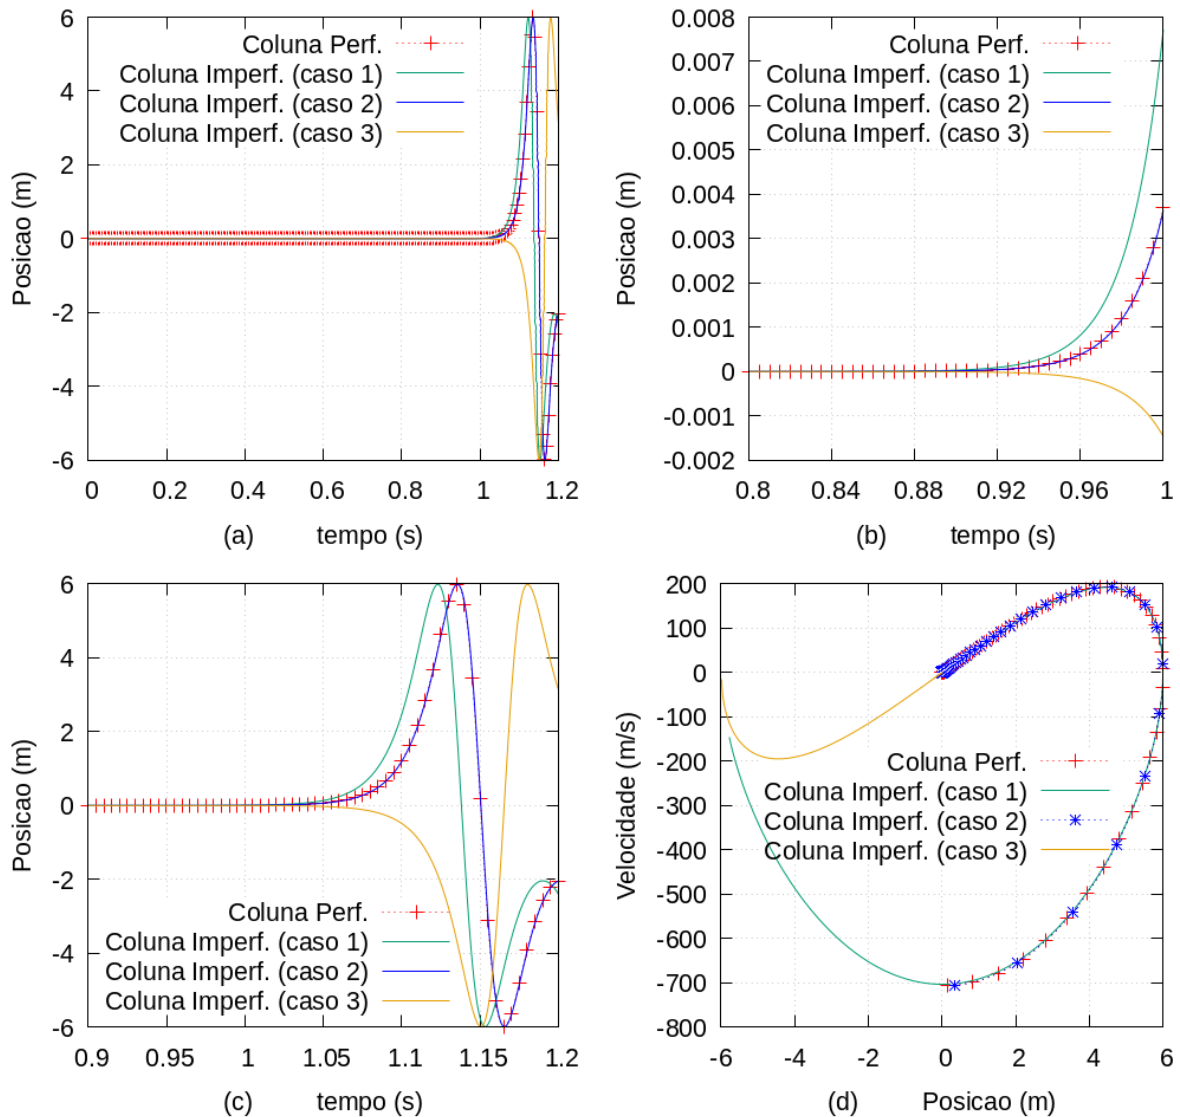 6
4
2
0
-2
-4
-6
Posicao (m)
Coluna Perf.
Coluna Imperf. (caso 1)
Coluna Imperf. (caso 2)
Coluna Imperf. (caso 3)
0 0.2 0.4 0.6 0.8 1 1.2
(a) tempo (s)
0.008
0.007
0.006
0.005
0.004
0.003
0.002
0.001
0
-0.001
-0.002
Posicao (m)
Coluna Perf.
Coluna Imperf. (caso 1)
Coluna Imperf. (caso 2)
Coluna Imperf. (caso 3)
0.8 0.84 0.88 0.92 0.96 1
(b) tempo (s)
6
4
2
0
-2
-4
-6
Posicao (m)
Coluna Perf.
Coluna Imperf. (caso 1)
Coluna Imperf. (caso 2)
Coluna Imperf. (caso 3)
0.9 0.95 1 1.05 1.1 1.15 1.2
(c) tempo (s)
200
100
0
-100
-200
-300
-400
-500
-600
-700
-800
Velocidade (m/s)
Coluna Perf.
Coluna Imperf. (caso 1)
Coluna Imperf. (caso 2)
Coluna Imperf. (caso 3)
-6 -4 -2 0 2 4 6
(d) Posicao (m)